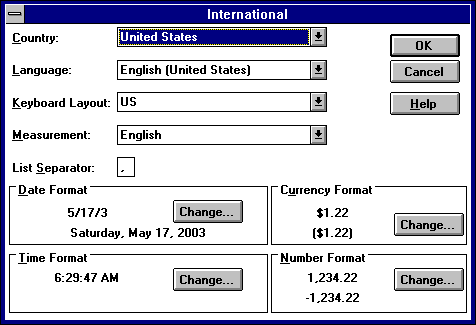 International
Country: United States OK
Language: English (United States) Cancel
Keyboard Layout: US Help
Measurement: English
List Separator: ,
Date Format
5/17/3 Change...
Saturday, May 17, 2003
Currency Format
$1.22
($1.22) Change...
Time Format
6:29:47 AM Change...
Number Format
1,234.22 Change...
-1,234.22